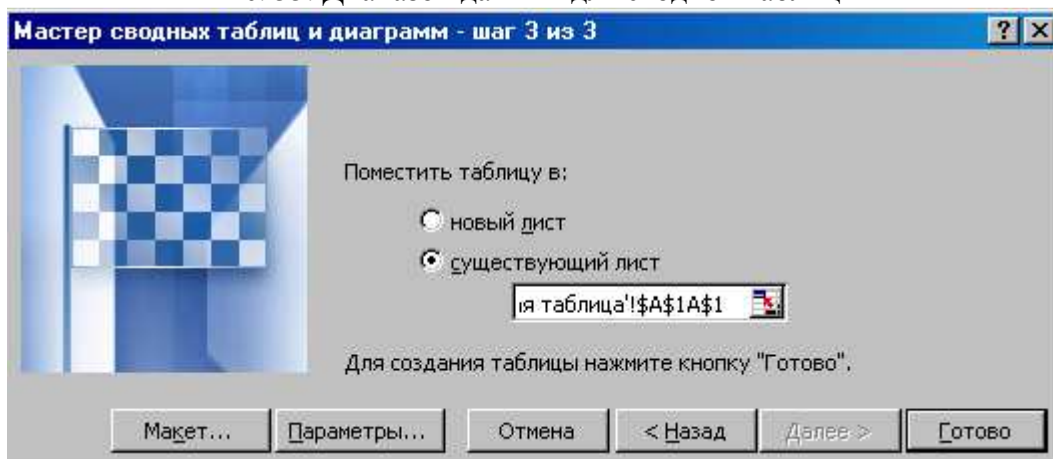 Мастер сводных таблиц и диаграмм - шаг 3 из 3
Поместить таблицу в:
новый лист
существующий лист
ия таблица'!$A$1A$1
Для создания таблицы нажмите кнопку "Готово".
Макет... Параметры... Отмена < Назад Далее > Готово